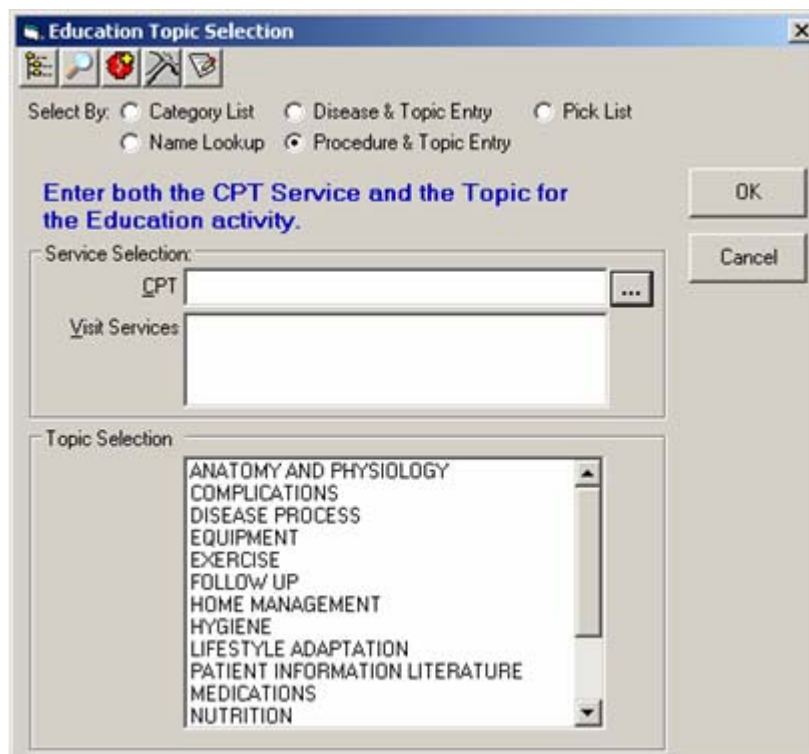 Education Topic Selection
Select By: Category List Disease & Topic Entry Pick List
Name Lookup Procedure & Topic Entry
Enter both the CPT Service and the Topic for
the Education activity.
OK
Cancel
Service Selection:
CPT ...
Visit Services
Topic Selection
ANATOMY AND PHYSIOLOGY
COMPLICATIONS
DISEASE PROCESS
EQUIPMENT
EXERCISE
FOLLOW UP
HOME MANAGEMENT
HYGIENE
LIFESTYLE ADAPTATION
PATIENT INFORMATION LITERATURE
MEDICATIONS
NUTRITION